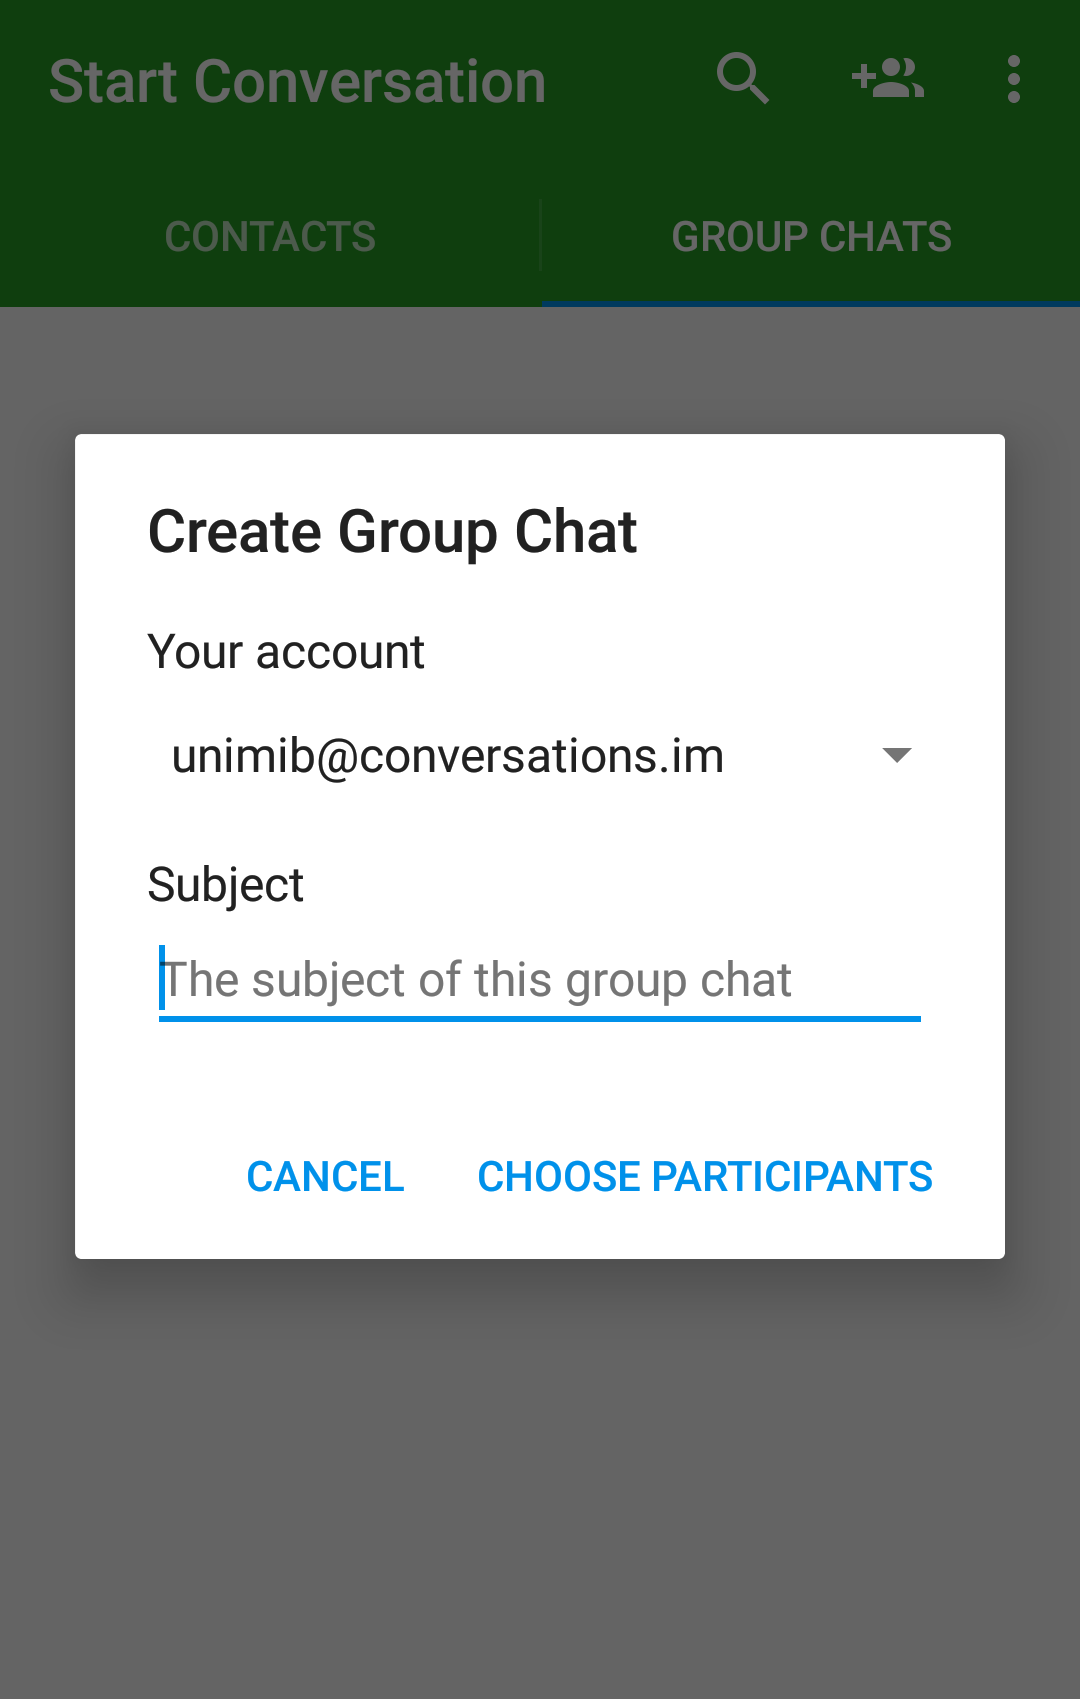 Start Conversation
CONTACTS
GROUP CHATS
Create Group Chat
Your account
unimib@conversations.im
Subject
The subject of this group chat
CANCEL
CHOOSE PARTICIPANTS